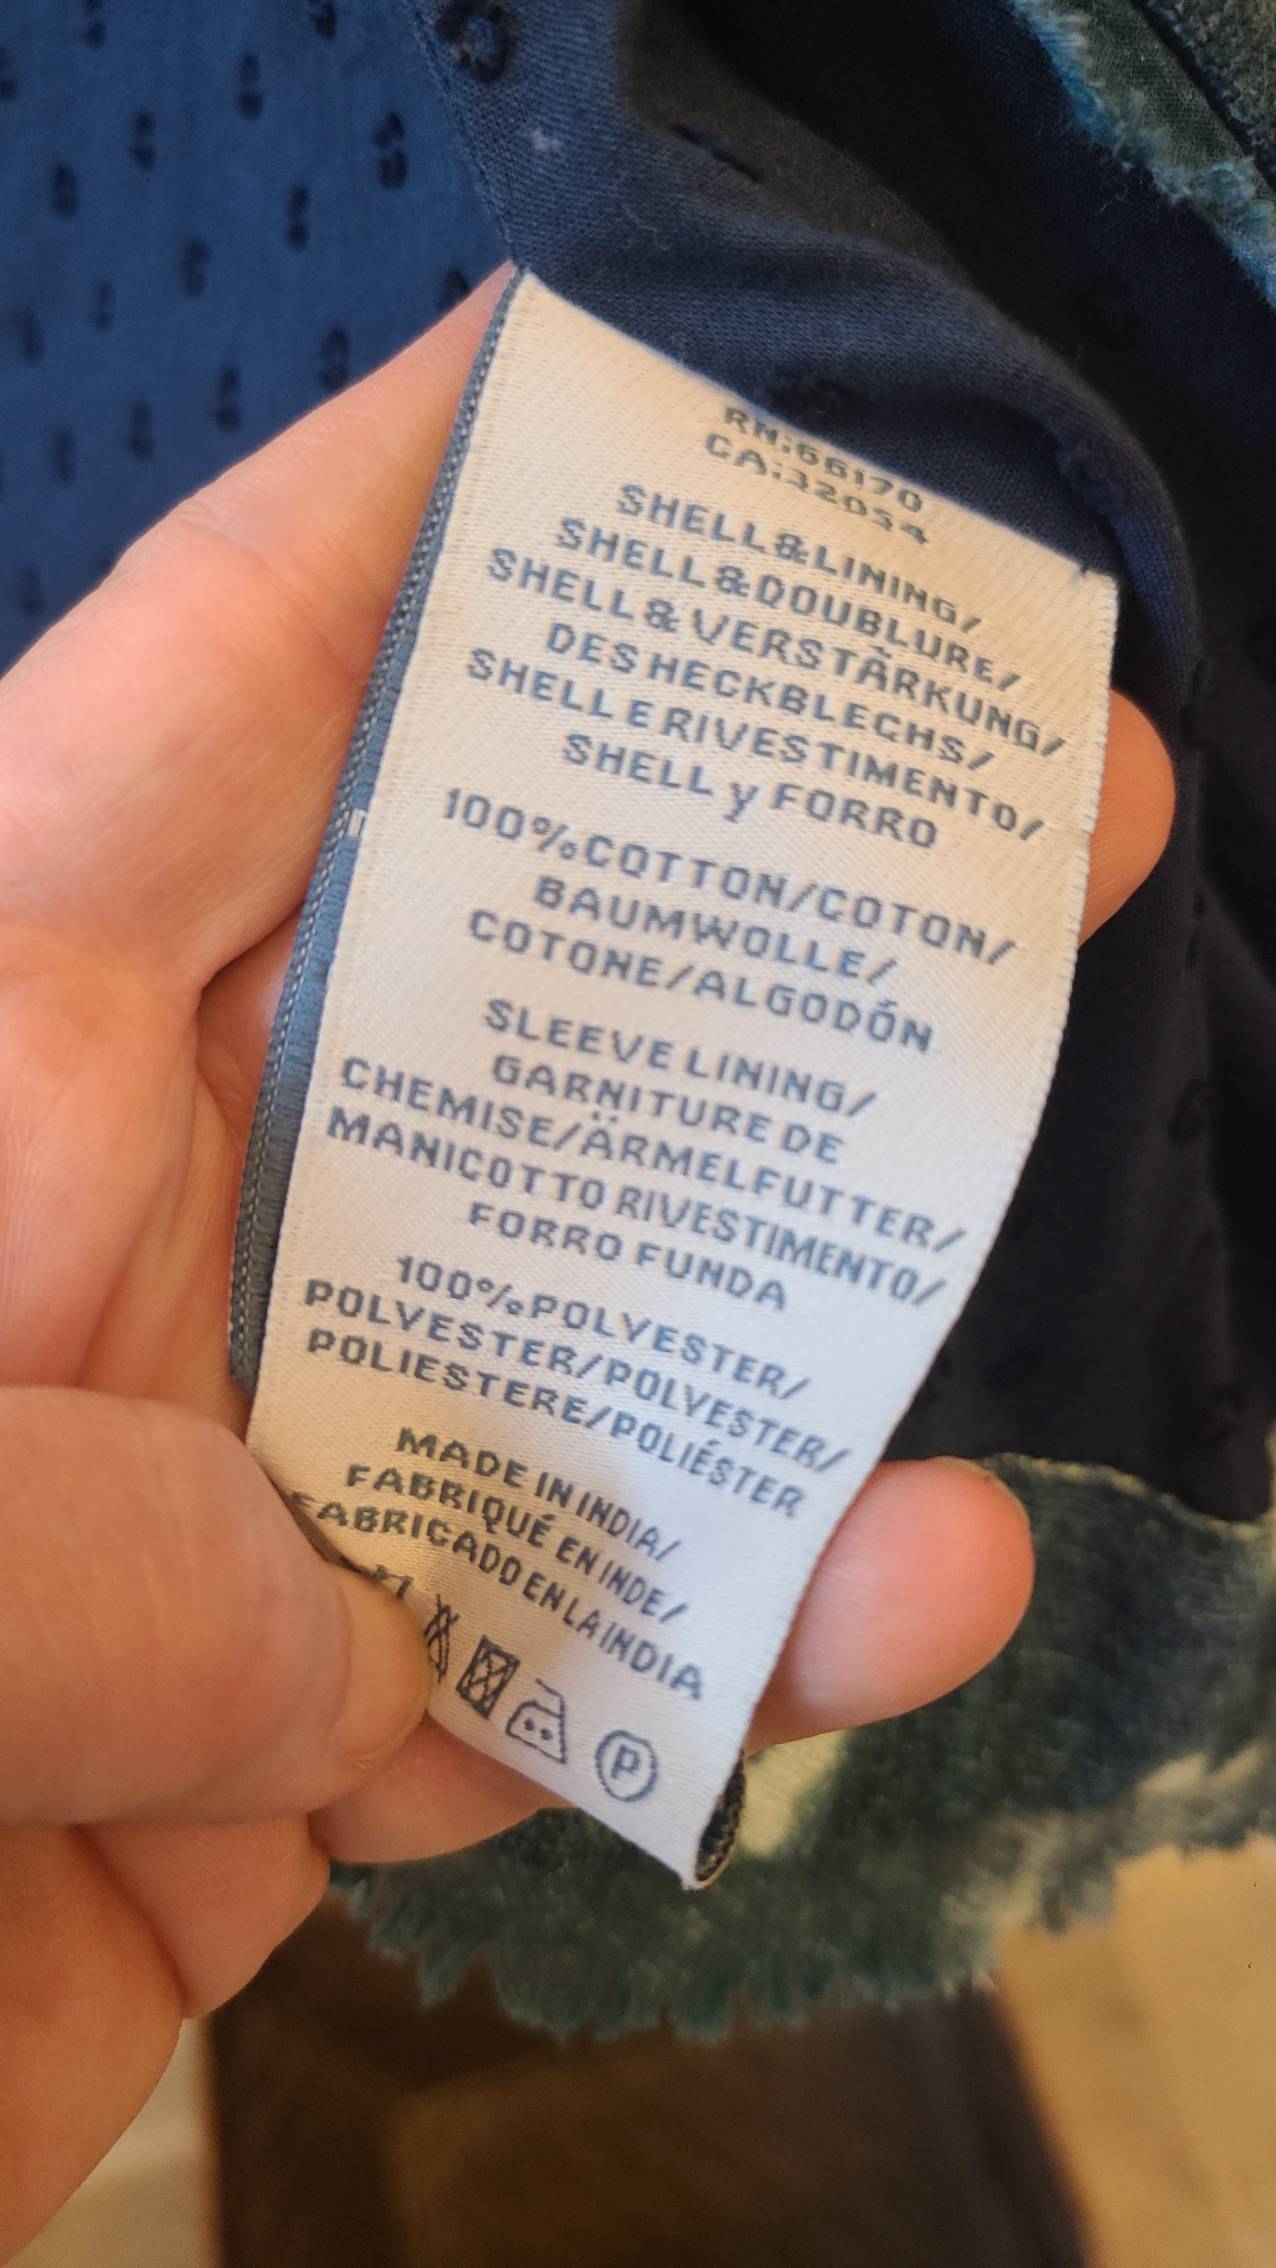 RN:66170
CA:32054
SHELL&LINING/
SHELL&DOUBLURE/
SHELL&VERSTÄRKUNG/
DES HECKBLECHS/
SHELL E RIVESTIMENTO/
SHELL y FORRO
100%COTTON/COTON/
BAUMWOLLE/
COTONE/ALGODÓN
SLEEVE LINING/
GARNITURE DE
CHEMISE/ÄRMELFUTTER/
MANICOTTO RIVESTIMENTO/
FORRO FUNDA
100%POLYESTER/
POLYESTER/POLYESTER/
POLIESTERE/POLIÉSTER
MADE IN INDIA/
FABRIQUÉ EN INDE/
FABRICADO EN LA INDIA
P